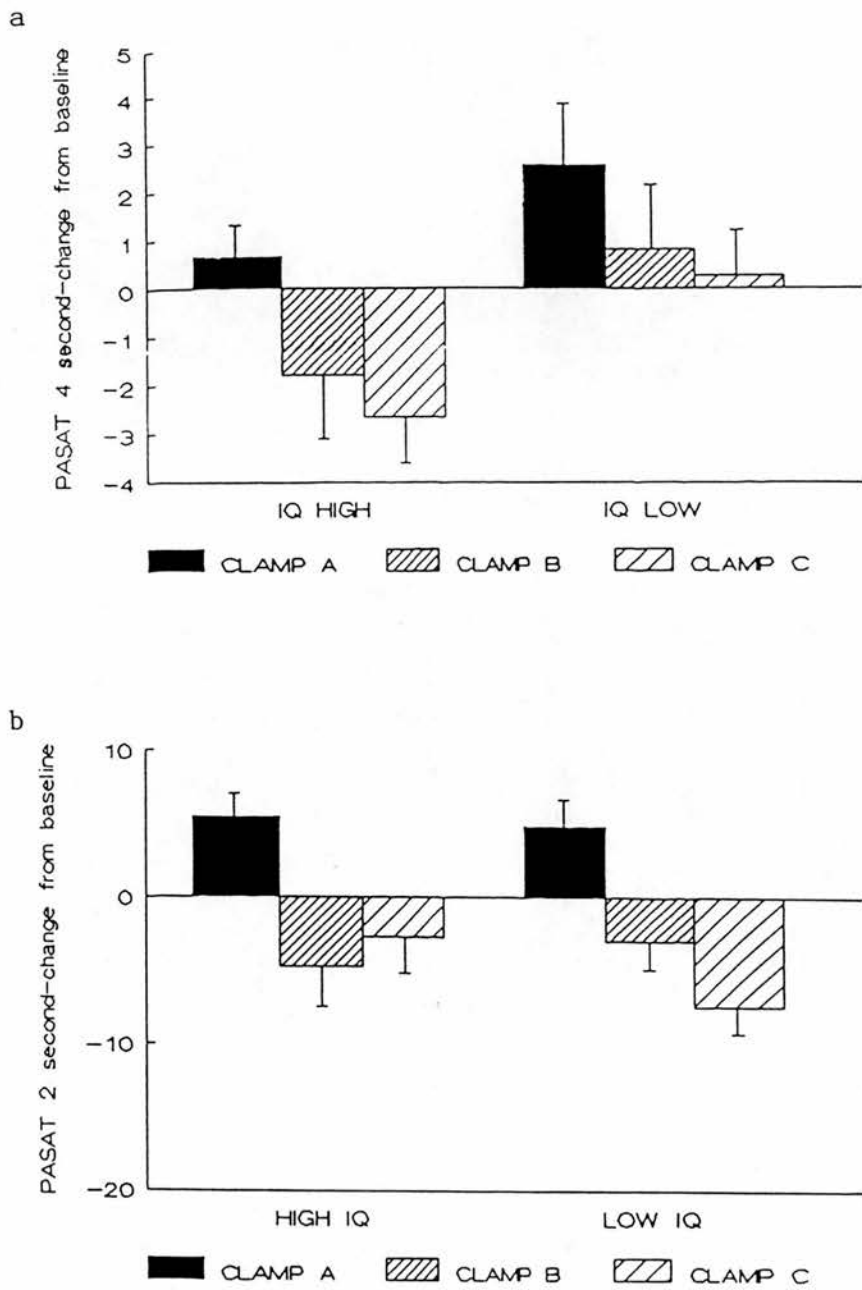 a
PASAT 4 second-change from baseline
5
4
3
2
1
0
-1
-2
-3
-4
IQ HIGH IQ LOW
CLAMP A CLAMP B CLAMP C
b
PASAT 2 second-change from baseline
10
0
-10
-20
HIGH IQ LOW IQ
CLAMP A CLAMP B CLAMP C